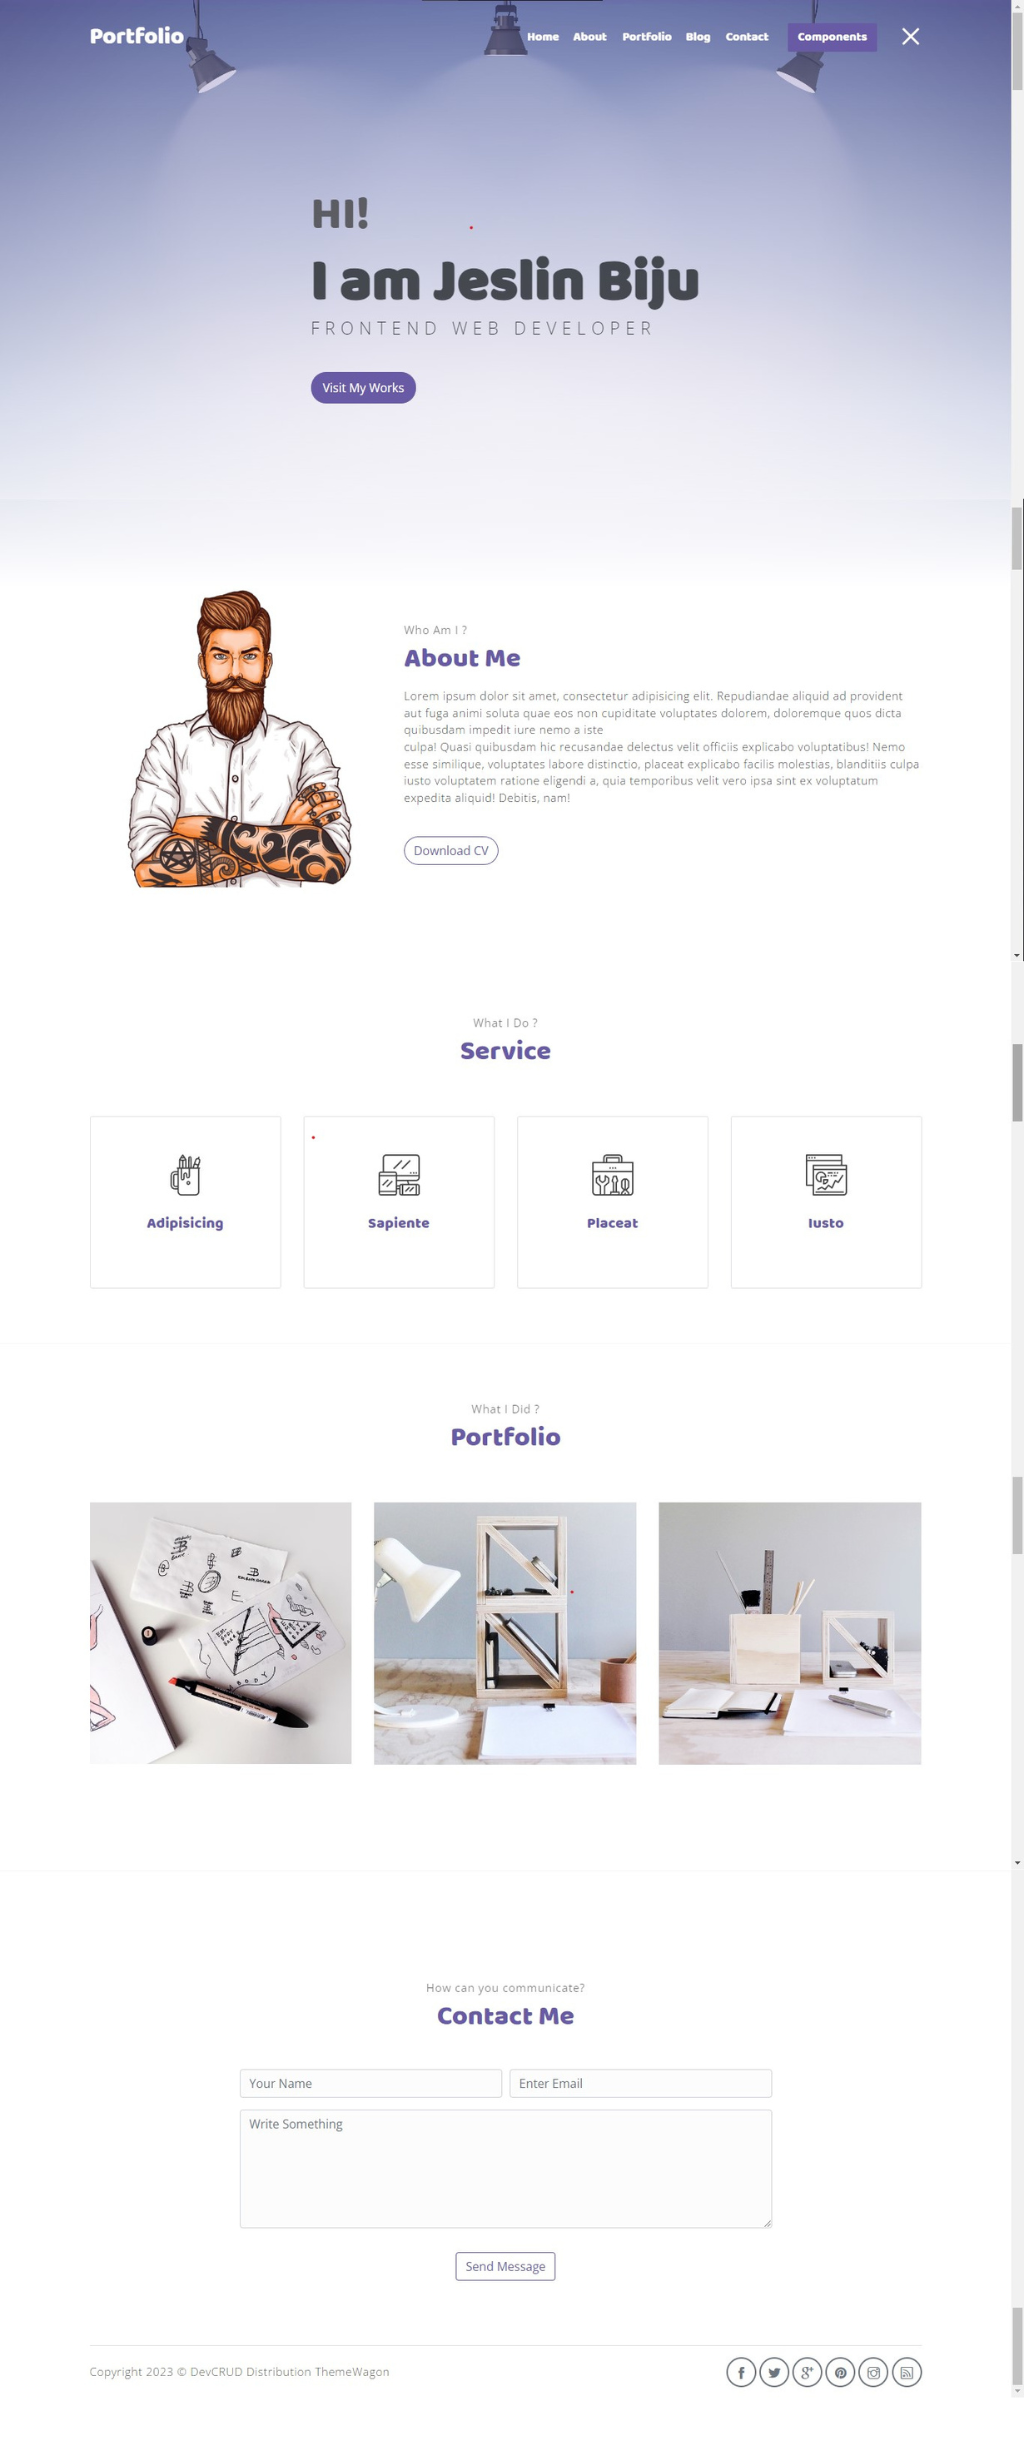 Portfolio
Home About Portfolio Blog Contact Components
HI!
I am Jeslin Biju
FRONTEND WEB DEVELOPER
Visit My Works
Who Am I ?
About Me
Lorem ipsum dolor sit amet, consectetur adipisicing elit. Repudiandae aliquid ad provident
aut fuga animi soluta quae eos non cupiditate voluptates dolorem, doloremque quos dicta
quibusdam impedit iure nemo a iste
culpa! Quasi quibusdam hic recusandae delectus velit officiis explicabo voluptatibus! Nemo
esse similique, voluptates labore distinctio, placeat explicabo facilis molestias, blanditiis culpa
iusto voluptatem ratione eligendi a, quia temporibus velit vero ipsa sint ex voluptatum
expedita aliquid! Debitis, nam!
Download CV
What I Do ?
Service
Adipisicing
Sapiente
Placeat
Iusto
What I Did ?
Portfolio
How can you communicate?
Contact Me
Your Name
Enter Email
Write Something
Send Message
Copyright 2023 © DevCRUD Distribution ThemeWagon